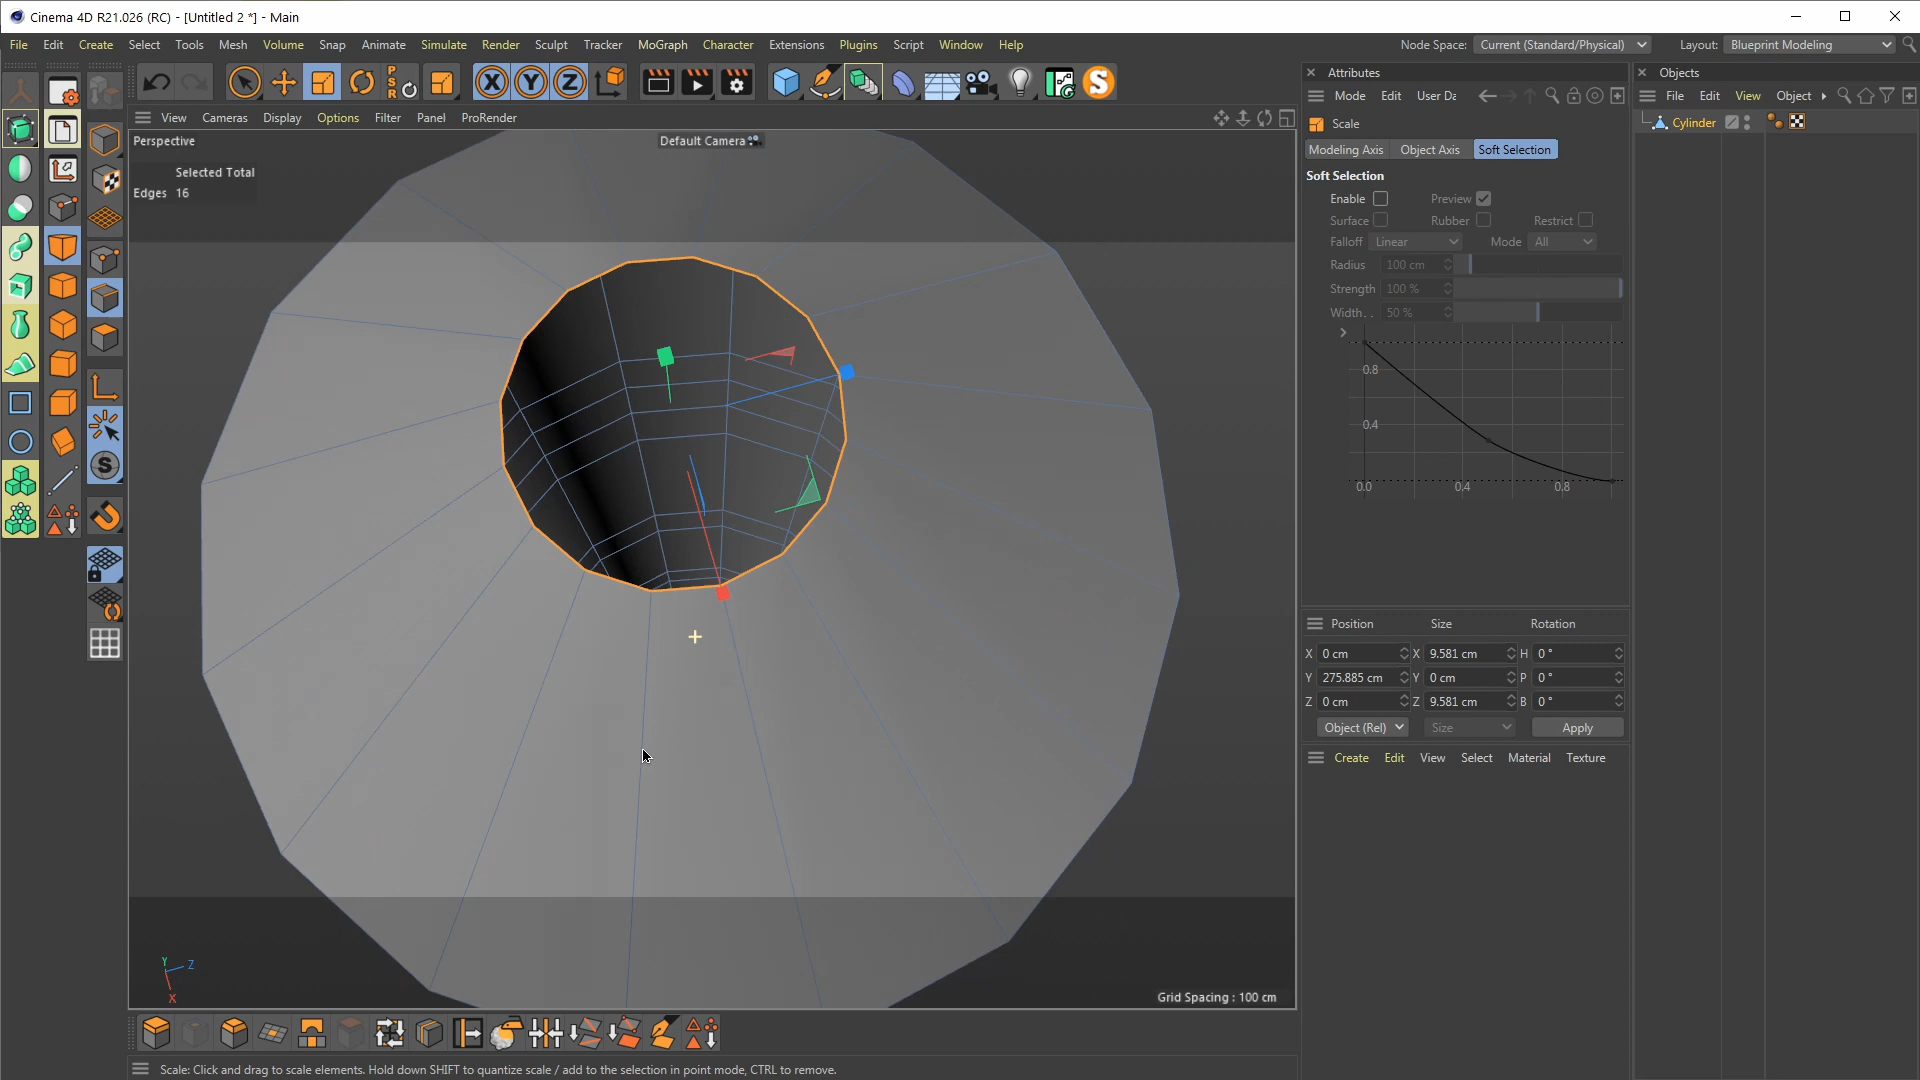 Cinema 4D R21.026 (RC) - [Untitled 2 *] - Main
File Edit Create Select Tools Mesh Volume Snap Animate Simulate Render Sculpt Tracker MoGraph Character Extensions Plugins Script Window Help
Node Space: Current (Standard/Physical)
Layout: Blueprint Modeling
PSR
X Y Z
S
View Cameras Display Options Filter Panel ProRender
Perspective
Default Camera
Selected Total
Edges 16
Y
Z
X
Grid Spacing : 100 cm
Scale: Click and drag to scale elements. Hold down SHIFT to quantize scale / add to the selection in point mode, CTRL to remove.
Attributes
Mode Edit User Da
Scale
Modeling Axis Object Axis Soft Selection
Soft Selection
Enable Preview
Surface Rubber Restrict
Falloff Linear Mode All
Radius 100 cm
Strength 100 %
Width . . 50 %
0.8
0.4
0.0 0.4 0.8
Position Size Rotation
X 0 cm X 9.581 cm H 0 °
Y 275.885 cm Y 0 cm P 0 °
Z 0 cm Z 9.581 cm B 0 °
Object (Rel) Size Apply
Create Edit View Select Material Texture
Objects
File Edit View Object
Cylinder